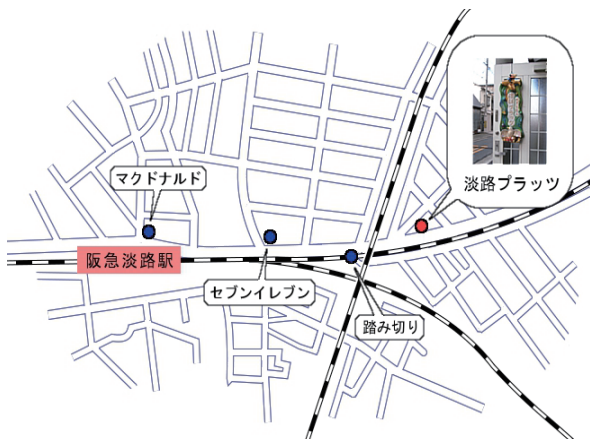 マクドナルド
淡路プラッツ
阪急淡路駅
セブンイレブン
踏み切り